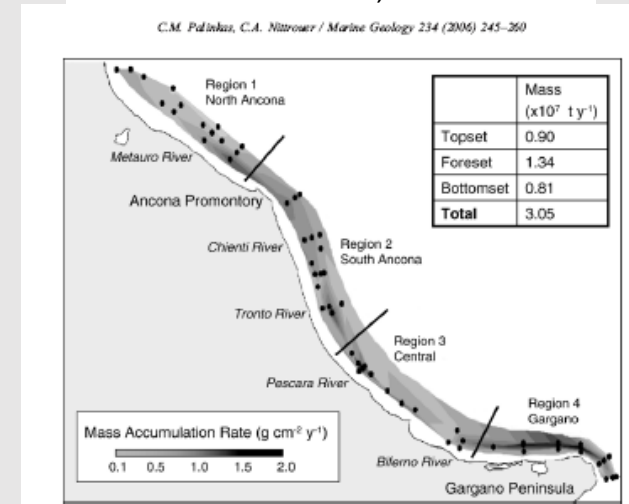 C.M. Palinkas, C.A. Nittrouer / Marine Geology 234 (2006) 245–260
Region 1
North Ancona
Mass
(x10⁷ t y⁻¹)
Topset 0.90
Foreset 1.34
Bottomset 0.81
Total 3.05
Metauro River
Ancona Promontory
Chienti River
Region 2
South Ancona
Tronto River
Region 3
Central
Pescara River
Region 4
Gargano
Mass Accumulation Rate (g cm⁻² y⁻¹)
0.1 0.5 1.0 1.5 2.0
Biferno River
Gargano Peninsula